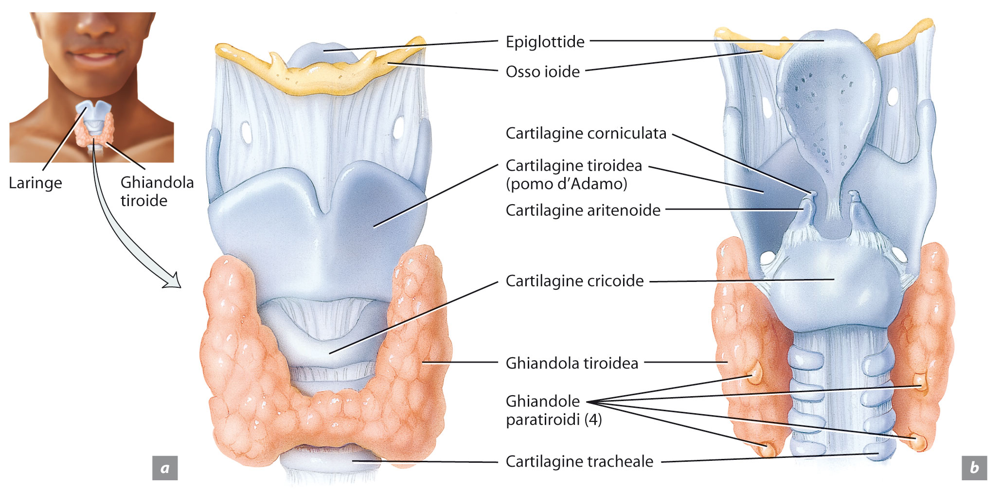 Laringe
Ghiandola
tiroide
a
Epiglottide
Osso ioide
Cartilagine corniculata
Cartilagine tiroidea
(pomo d'Adamo)
Cartilagine aritenoide
Cartilagine cricoide
Ghiandola tiroidea
Ghiandole
paratiroidi (4)
Cartilagine tracheale
b